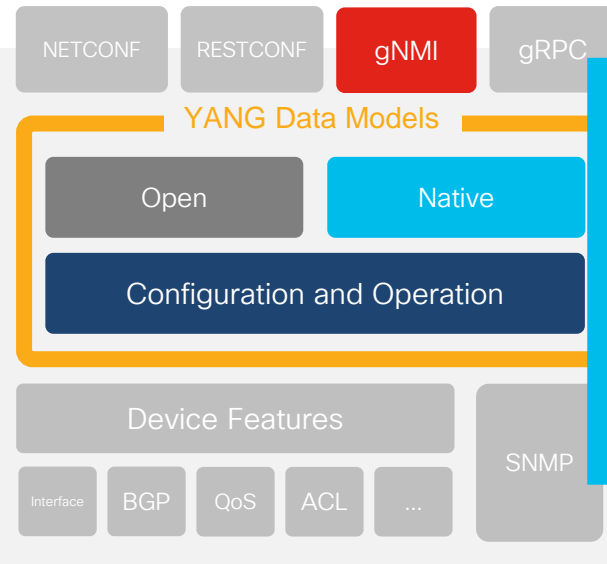 NETCONF
RESTCONF
gNMI
gRPC
YANG Data Models
Open
Native
Configuration and Operation
Device Features
SNMP
Interface
BGP
QoS
ACL
...